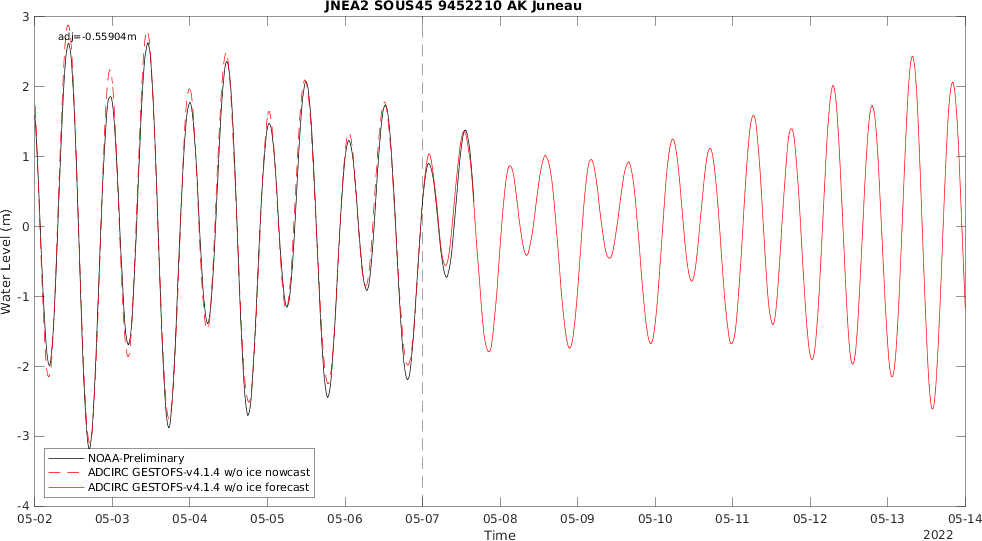 JNEA2 SOUS45 9452210 AK Juneau
adj=-0.55904m
3
2
1
0
-1
-2
-3
-4
Water Level (m)
NOAA-Preliminary
ADCIRC GESTOFS-v4.1.4 w/o ice nowcast
ADCIRC GESTOFS-v4.1.4 w/o ice forecast
05-02 05-03 05-04 05-05 05-06 05-07 05-08 05-09 05-10 05-11 05-12 05-13 05-14
Time
2022